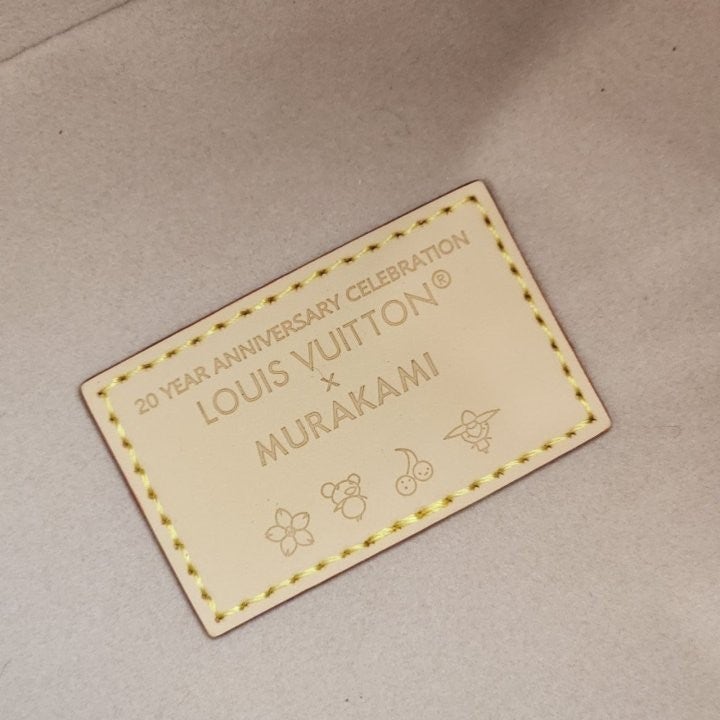 20 YEAR ANNIVERSARY CELEBRATION
LOUIS VUITTON®
x
MURAKAMI